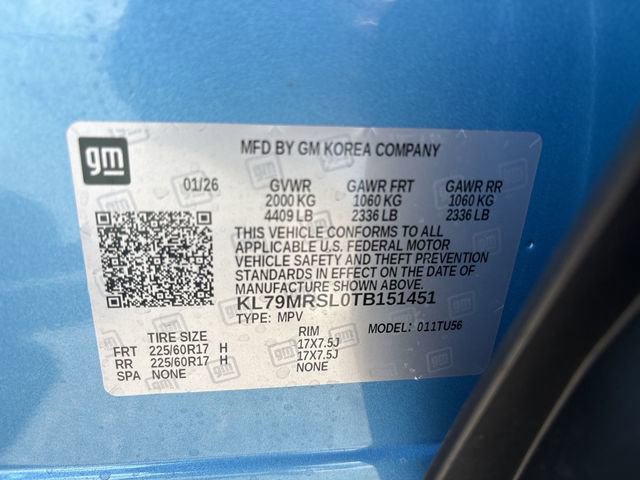 gm
MFD BY GM KOREA COMPANY
01/26 GVWR GAWR FRT GAWR RR
2000 KG 1060 KG 1060 KG
4409 LB 2336 LB 2336 LB
THIS VEHICLE CONFORMS TO ALL
APPLICABLE U.S. FEDERAL MOTOR
VEHICLE SAFETY AND THEFT PREVENTION
STANDARDS IN EFFECT ON THE DATE OF
MANUFACTURE SHOWN ABOVE.
KL79MRSL0TB151451
TYPE: MPV MODEL: 011TU56
TIRE SIZE RIM
FRT 225/60R17 H 17X7.5J
RR 225/60R17 H 17X7.5J
SPA NONE NONE